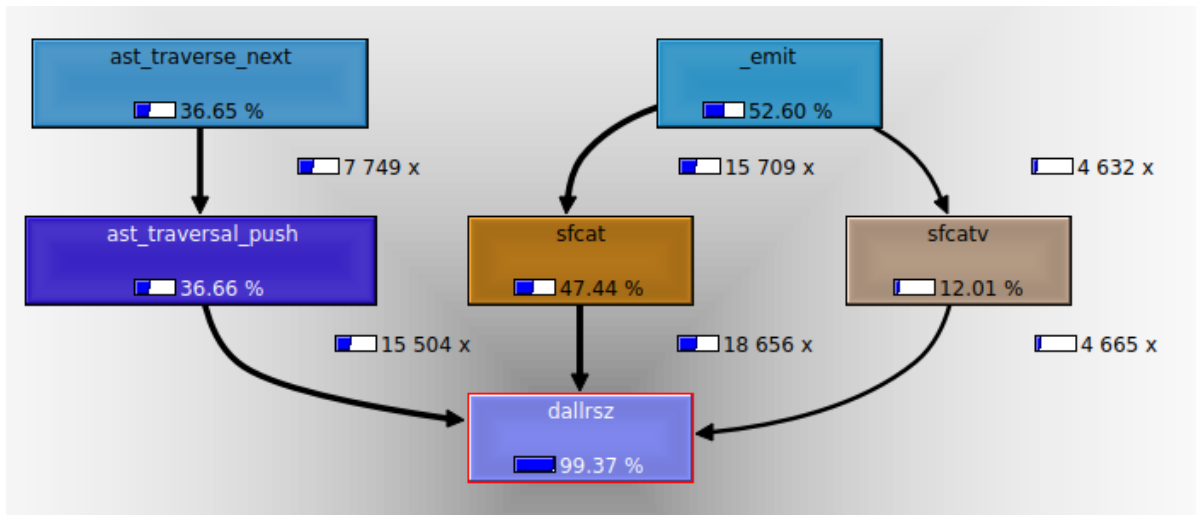 ast_traverse_next
_emit
36.65 %
52.60 %
7 749 x
15 709 x
4 632 x
ast_traversal_push
sfcat
sfcatv
36.66 %
47.44 %
12.01 %
15 504 x
18 656 x
4 665 x
dallrsz
99.37 %